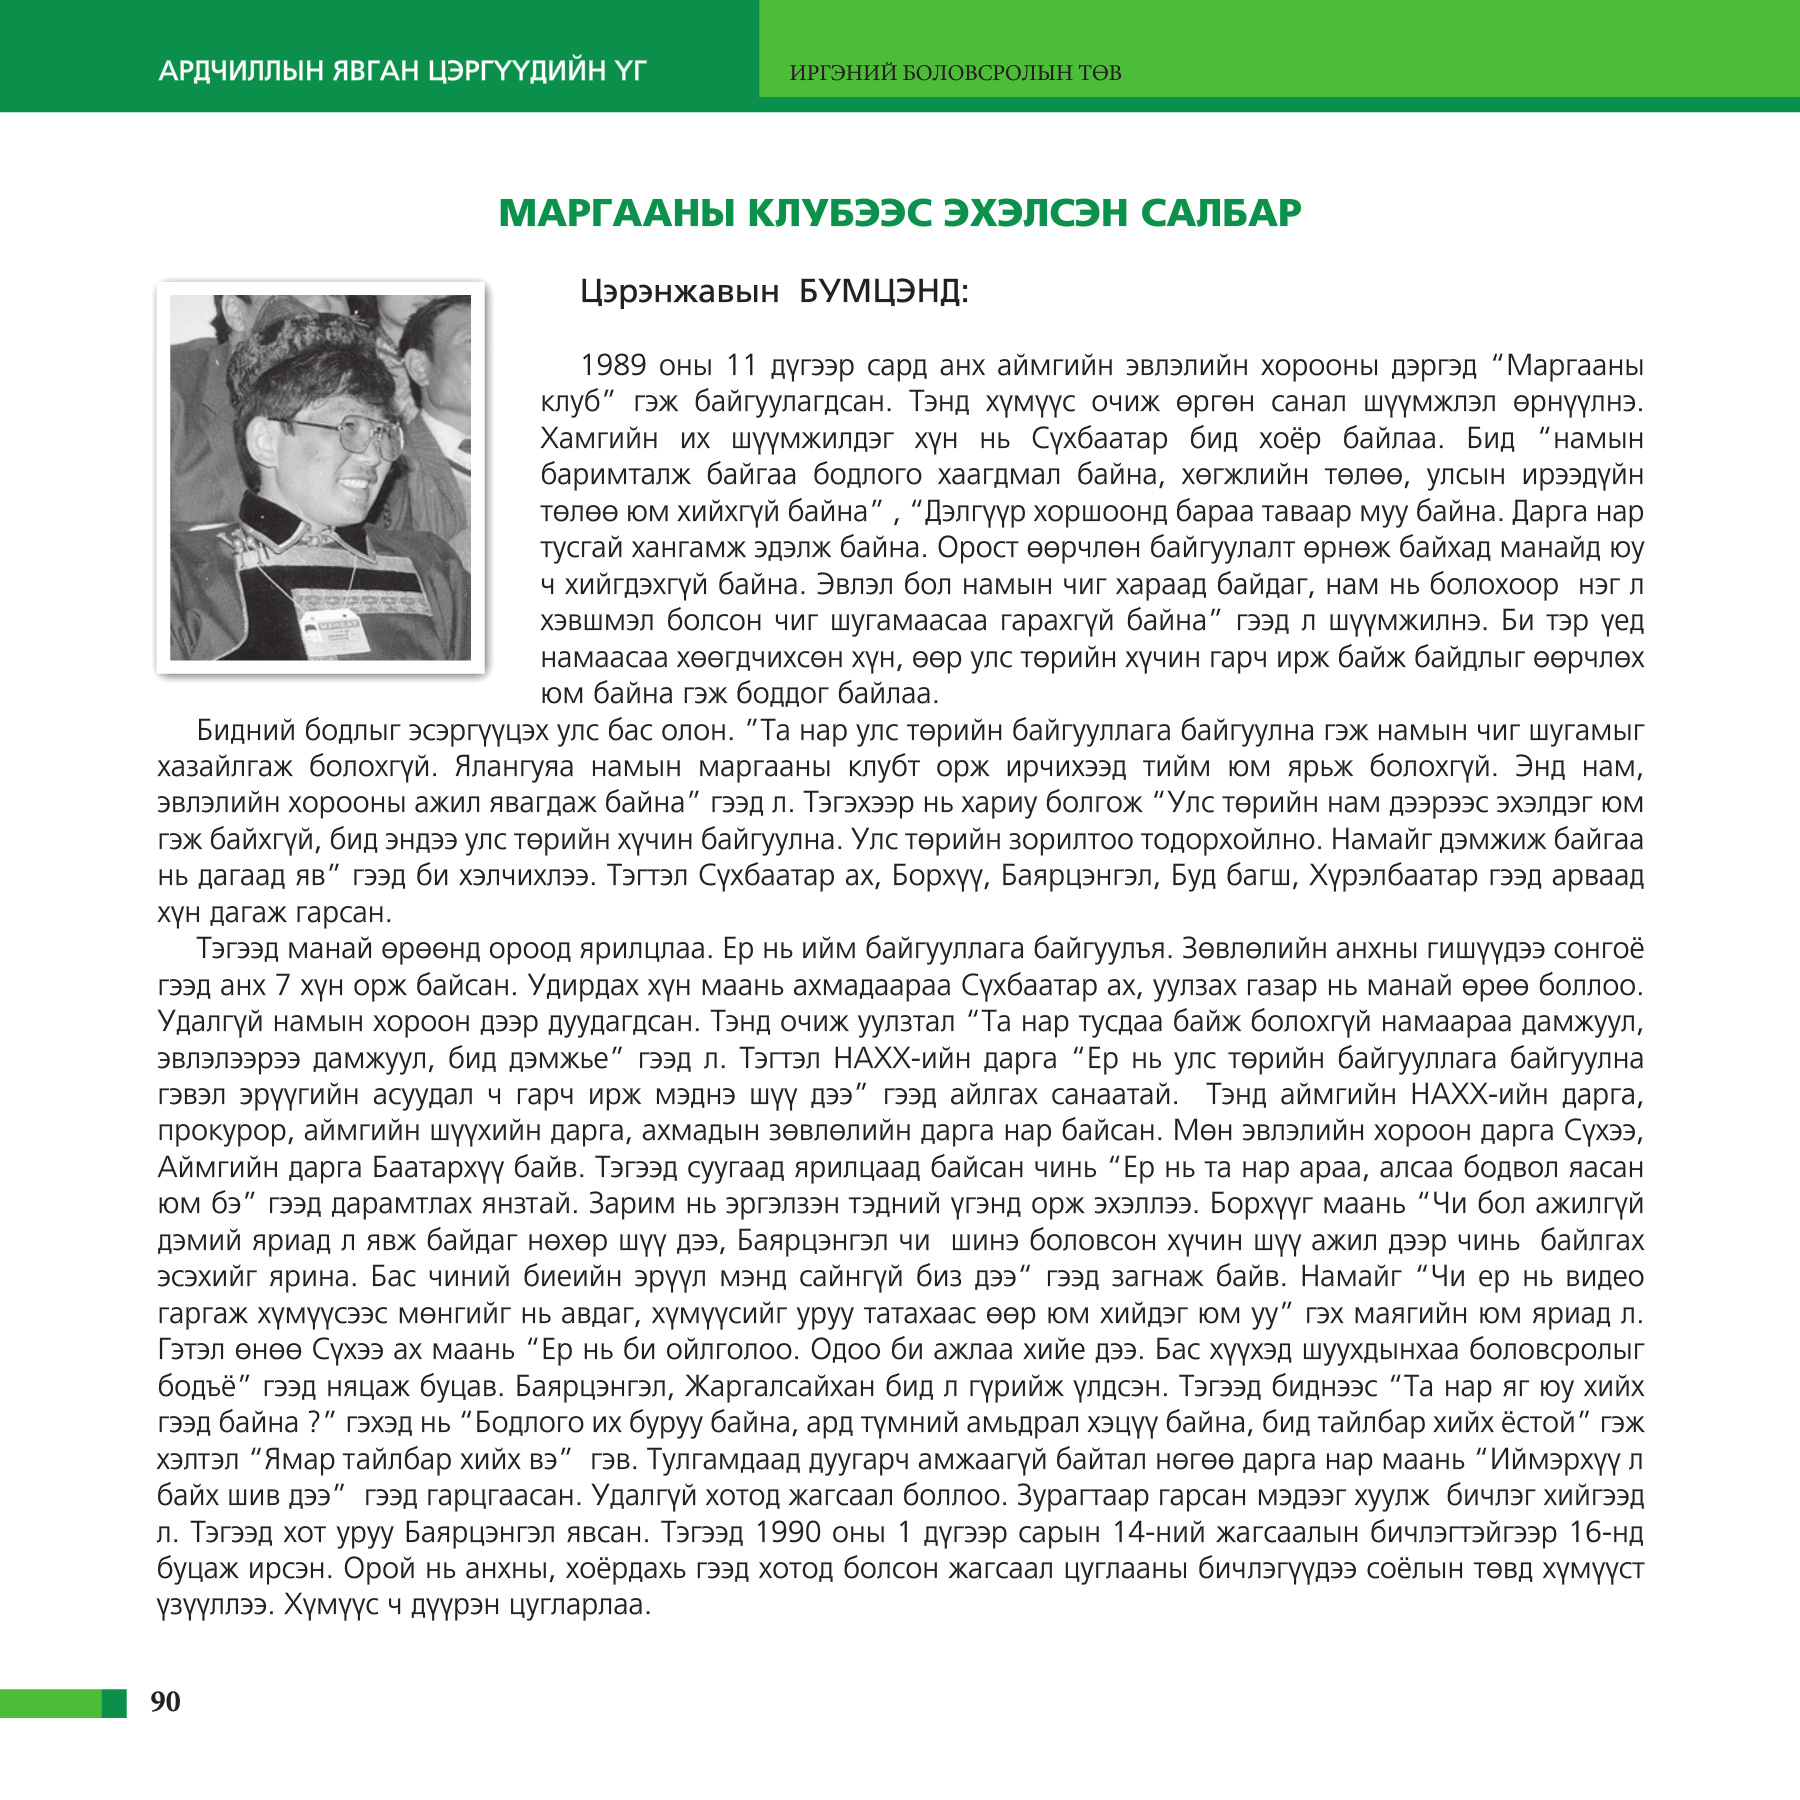 АРДЧИЛЛЫН ЯВГАН ЦЭРГҮҮДИЙН ҮГ
ИРГЭНИЙ БОЛОВСРОЛЫН ТӨВ
МАРГААНЫ КЛУБЭЭС ЭХЭЛСЭН САЛБАР
Цэрэнжавын БУМЦЭНД:
1989 оны 11 дүгээр сард анх аймгийн эвлэлийн хорооны дэргэд “Маргааны
клуб” гэж байгуулагдсан. Тэнд хүмүүс очиж өргөн санал шүүмжлэл өрнүүлнэ.
Хамгийн их шүүмжилдэг хүн нь Сүхбаатар бид хоёр байлаа. Бид “намын
баримталж байгаа бодлого хаагдмал байна, хөгжлийн төлөө, улсын ирээдүйн
төлөө юм хийхгүй байна” , “Дэлгүүр хоршоонд бараа таваар муу байна. Дарга нар
тусгай хангамж эдэлж байна. Орост өөрчлөн байгуулалт өрнөж байхад манайд юу
ч хийгдэхгүй байна. Эвлэл бол намын чиг хараад байдаг, нам нь болохоор нэг л
хэвшмэл болсон чиг шугамаасаа гарахгүй байна” гээд л шүүмжилнэ. Би тэр үед
намаасаа хөөгдчихсөн хүн, өөр улс төрийн хүчин гарч ирж байж байдлыг өөрчлөх
юм байна гэж боддог байлаа.
Бидний бодлыг эсэргүүцэх улс бас олон. ”Та нар улс төрийн байгууллага байгуулна гэж намын чиг шугамыг
хазайлгаж болохгүй. Ялангуяа намын маргааны клубт орж ирчихээд тийм юм ярьж болохгүй. Энд нам,
эвлэлийн хорооны ажил явагдаж байна” гээд л. Тэгэхээр нь хариу болгож “Улс төрийн нам дээрээс эхэлдэг юм
гэж байхгүй, бид эндээ улс төрийн хүчин байгуулна. Улс төрийн зорилтоо тодорхойлно. Намайг дэмжиж байгаа
нь дагаад яв” гээд би хэлчихлээ. Тэгтэл Сүхбаатар ах, Борхүү, Баярцэнгэл, Буд багш, Хүрэлбаатар гээд арваад
хүн дагаж гарсан.
Тэгээд манай өрөөнд ороод ярилцлаа. Ер нь ийм байгууллага байгуулъя. Зөвлөлийн анхны гишүүдээ сонгоё
гээд анх 7 хүн орж байсан. Удирдах хүн маань ахмадаараа Сүхбаатар ах, уулзах газар нь манай өрөө боллоо.
Удалгүй намын хороон дээр дуудагдсан. Тэнд очиж уулзтал “Та нар тусдаа байж болохгүй намаараа дамжуул,
эвлэлээрээ дамжуул, бид дэмжье” гээд л. Тэгтэл НАХХ-ийн дарга “Ер нь улс төрийн байгууллага байгуулна
гэвэл эрүүгийн асуудал ч гарч ирж мэднэ шүү дээ” гээд айлгах санаатай. Тэнд аймгийн НАХХ-ийн дарга,
прокурор, аймгийн шүүхийн дарга, ахмадын зөвлөлийн дарга нар байсан. Мөн эвлэлийн хороон дарга Сүхээ,
Аймгийн дарга Баатархүү байв. Тэгээд суугаад ярилцаад байсан чинь “Ер нь та нар араа, алсаа бодвол яасан
юм бэ” гээд дарамтлах янзтай. Зарим нь эргэлзэн тэдний үгэнд орж эхэллээ. Борхүүг маань “Чи бол ажилгүй
дэмий яриад л явж байдаг нөхөр шүү дээ, Баярцэнгэл чи шинэ боловсон хүчин шүү ажил дээр чинь байлгах
эсэхийг ярина. Бас чиний биеийн эрүүл мэнд сайнгүй биз дээ“ гээд загнаж байв. Намайг “Чи ер нь видео
гаргаж хүмүүсээс мөнгийг нь авдаг, хүмүүсийг уруу татахаас өөр юм хийдэг юм уу” гэх маягийн юм яриад л.
Гэтэл өнөө Сүхээ ах маань “Ер нь би ойлголоо. Одоо би ажлаа хийе дээ. Бас хүүхэд шуухдынхаа боловсролыг
бодъё” гээд няцаж буцав. Баярцэнгэл, Жаргалсайхан бид л гүрийж үлдсэн. Тэгээд биднээс “Та нар яг юу хийх
гээд байна ?” гэхэд нь “Бодлого их буруу байна, ард түмний амьдрал хэцүү байна, бид тайлбар хийх ёстой” гэж
хэлтэл “Ямар тайлбар хийх вэ” гэв. Тулгамдаад дуугарч амжаагүй байтал нөгөө дарга нар маань “Иймэрхүү л
байх шив дээ” гээд гарцгаасан. Удалгүй хотод жагсаал боллоо. Зурагтаар гарсан мэдээг хуулж бичлэг хийгээд
л. Тэгээд хот уруу Баярцэнгэл явсан. Тэгээд 1990 оны 1 дүгээр сарын 14-ний жагсаалын бичлэгтэйгээр 16-нд
буцаж ирсэн. Орой нь анхны, хоёрдахь гээд хотод болсон жагсаал цуглааны бичлэгүүдээ соёлын төвд хүмүүст
үзүүллээ. Хүмүүс ч дүүрэн цугларлаа.
МАНДАТ
90